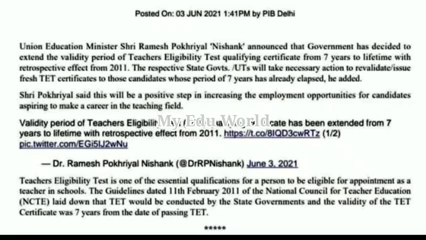 Posted On: 03 JUN 2021 1:41PM by PIB Delhi
Union Education Minister Shri Ramesh Pokhriyal 'Nishank' announced that Government has decided to
extend the validity period of Teachers Eligibility Test qualifying certificate from 7 years to lifetime with
retrospective effect from 2011. The respective State Govts. /UTs will take necessary action to revalidate/issue
fresh TET certificates to those candidates whose period of 7 years has already elapsed, he added.
Shri Pokhriyal said this will be a positive step in increasing the employment opportunities for candidates
aspiring to make a career in the teaching field.
My Edu World
Validity period of Teachers Eligibility has been extended from 7
years to lifetime with retrospective effect from 2011. https://t.co/8IQD3cwRTz (1/2)
pic.twitter.com/EGi5IJ2wNu
— Dr. Ramesh Pokhriyal Nishank (@DrRPNishank) June 3, 2021
Teachers Eligibility Test is one of the essential qualifications for a person to be eligible for appointment as a
teacher in schools. The Guidelines dated 11th February 2011 of the National Council for Teacher Education
(NCTE) laid down that TET would be conducted by the State Governments and the validity of the TET
Certificate was 7 years from the date of passing TET.
*****